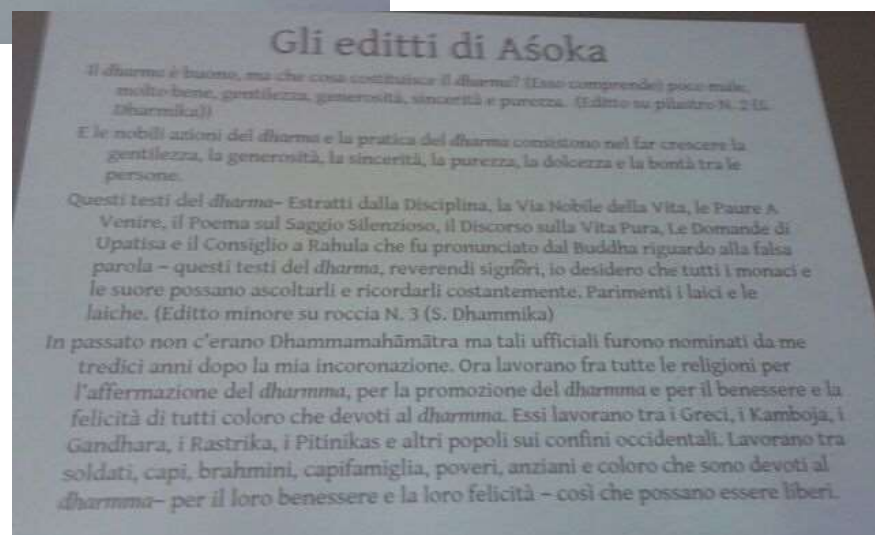 Gli editti di Aśoka
Il dharma è buono, ma che cosa costituisce il dharma? (Esso comprende) poco male,
molto bene, gentilezza, generosità, sincerità e purezza. (Editto su pilastro N. 2 (S.
Dharmika))
E le nobili azioni del dharma e la pratica del dharma consistono nel far crescere la
gentilezza, la generosità, la sincerità, la purezza, la dolcezza e la bontà tra le
persone.
Questi testi del dharma– Estratti dalla Disciplina, la Via Nobile della Vita, le Paure A
Venire, il Poema sul Saggio Silenzioso, il Discorso sulla Vita Pura, Le Domande di
Upatisa e il Consiglio a Rahula che fu pronunciato dal Buddha riguardo alla falsa
parola – questi testi del dharma, reverendi signori, io desidero che tutti i monaci e
le suore possano ascoltarli e ricordarli costantemente. Parimenti i laici e le
laiche. (Editto minore su roccia N. 3 (S. Dhammika)
In passato non c'erano Dhammamahāmātra ma tali ufficiali furono nominati da me
tredici anni dopo la mia incoronazione. Ora lavorano fra tutte le religioni per
l'affermazione del dharmma, per la promozione del dharmma e per il benessere e la
felicità di tutti coloro che devoti al dharmma. Essi lavorano tra i Greci, i Kamboja, i
Gandhara, i Rastrika, i Pitinikas e altri popoli sui confini occidentali. Lavorano tra
soldati, capi, brahmini, capifamiglia, poveri, anziani e coloro che sono devoti al
dharmma– per il loro benessere e la loro felicità – così che possano essere liberi.